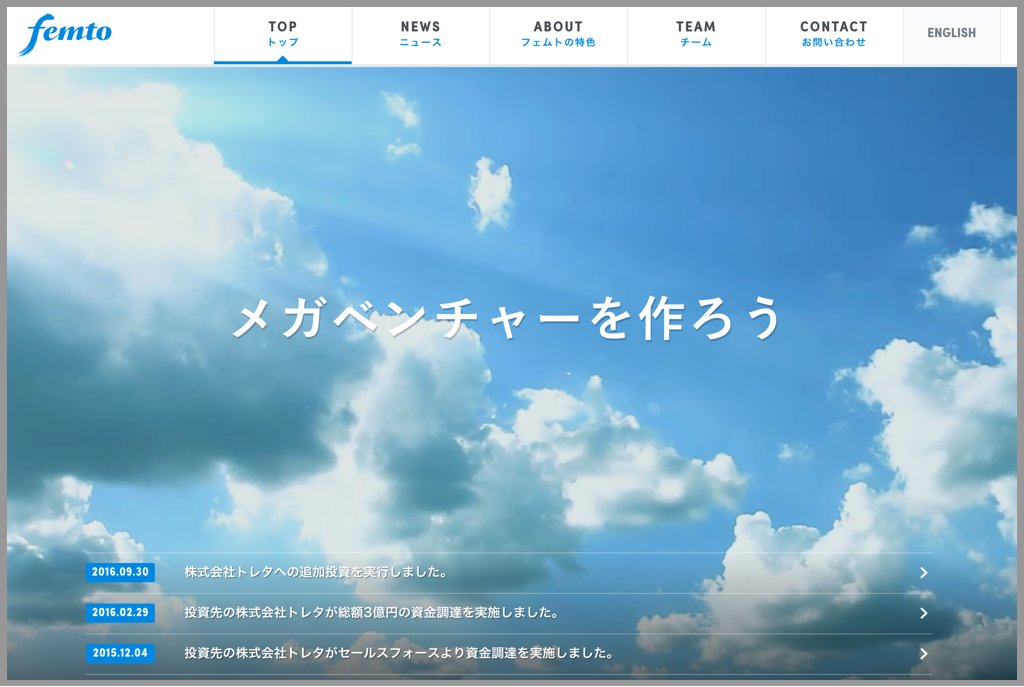 femto
TOP
トップ
NEWS
ニュース
ABOUT
フェムトの特色
TEAM
チーム
CONTACT
お問い合わせ
ENGLISH
メガベンチャーを作ろう
2016.09.30 株式会社トレタへの追加投資を実行しました。
2016.02.29 投資先の株式会社トレタが総額3億円の資金調達を実施しました。
2015.12.04 投資先の株式会社トレタがセールスフォースより資金調達を実施しました。